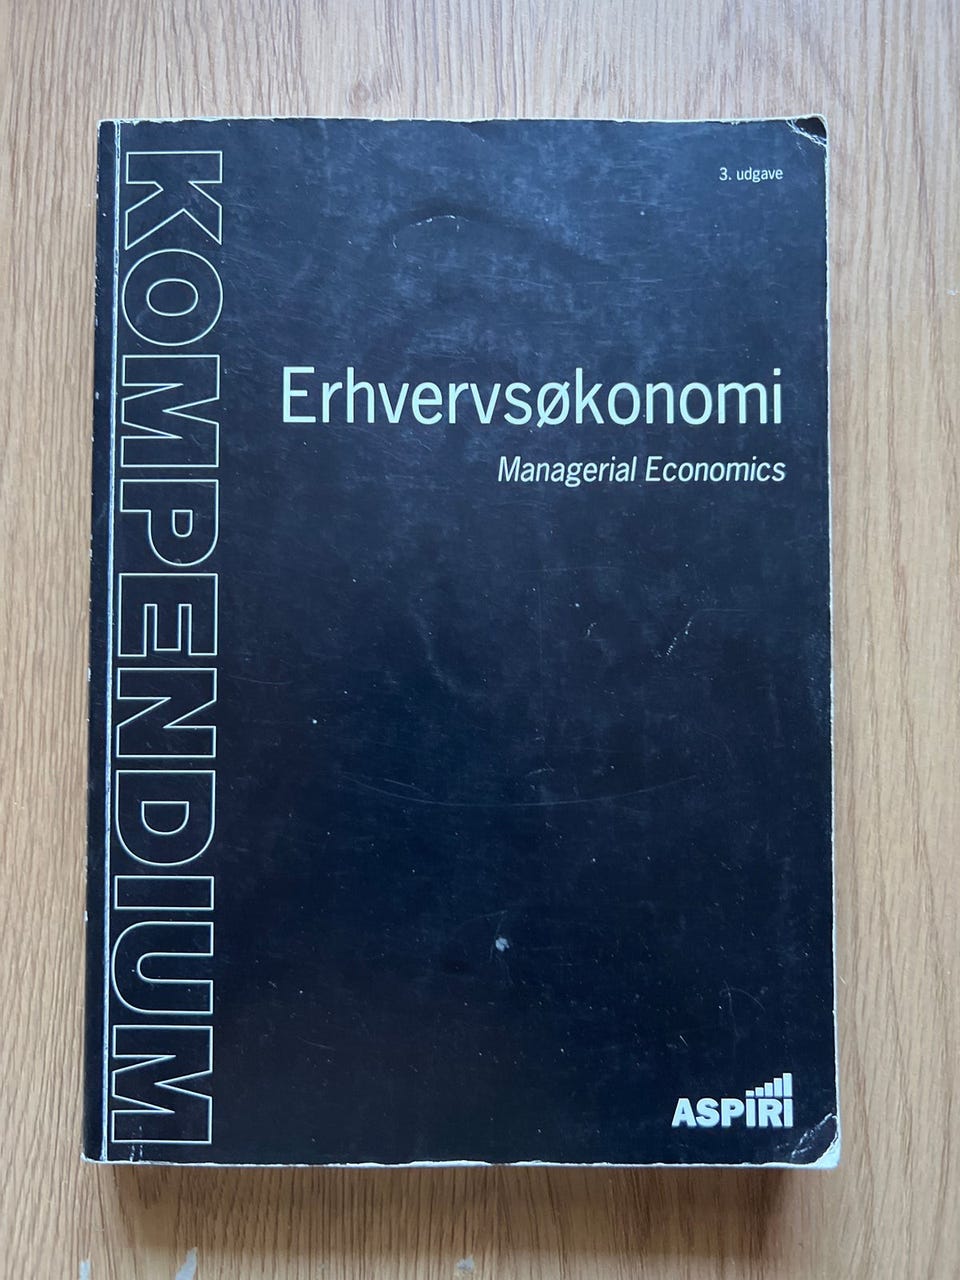 3. udgave
KOMPENDIUM
Erhvervsøkonomi
Managerial Economics
ASPIRI